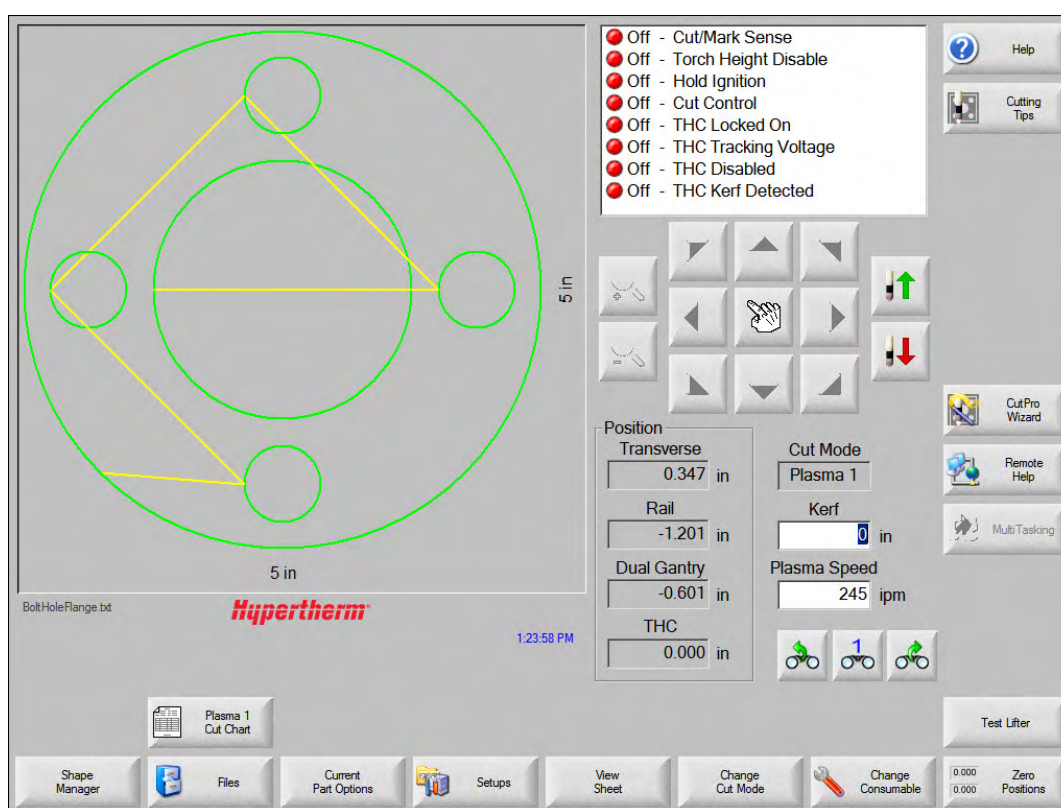 Off - Cut/Mark Sense
Off - Torch Height Disable
Off - Hold Ignition
Off - Cut Control
Off - THC Locked On
Off - THC Tracking Voltage
Off - THC Disabled
Off - THC Kerf Detected
Help
Cutting
Tips
5 in
5 in
BoltHoleFlange.txt
Hypertherm
1:23:58 PM
Position
Transverse
0.347 in
Rail
-1.201 in
Dual Gantry
-0.601 in
THC
0.000 in
Cut Mode
Plasma 1
Kerf
0 in
Plasma Speed
245 ipm
1
CutPro
Wizard
Remote
Help
MultiTasking
Plasma 1
Cut Chart
Test Lifter
Shape
Manager
Files
Current
Part Options
Setups
View
Sheet
Change
Cut Mode
Change
Consumable
0.000
0.000
Zero
Positions